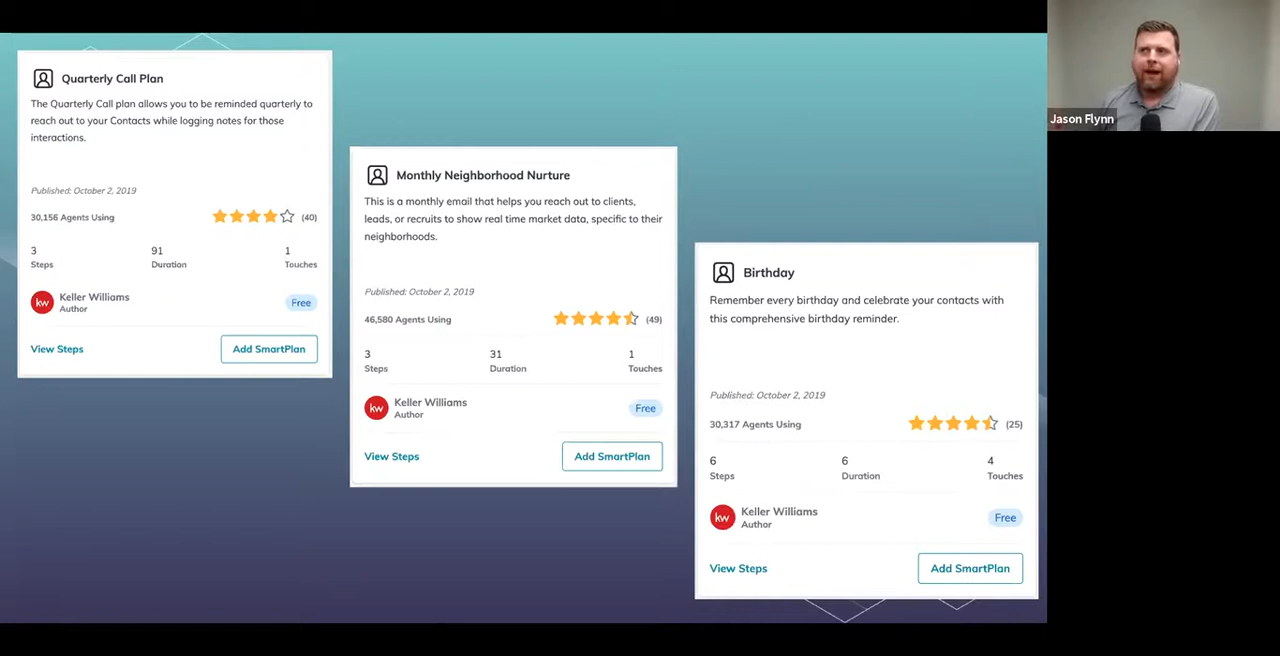 Quarterly Call Plan
The Quarterly Call plan allows you to be reminded quarterly to
reach out to your Contacts while logging notes for those
interactions.
Published: October 2, 2019
30,156 Agents Using
(40)
3
91
1
Steps
Duration
Touches
kw
Keller Williams
Author
Free
View Steps
Add SmartPlan
Monthly Neighborhood Nurture
This is a monthly email that helps you reach out to clients,
leads, or recruits to show real time market data, specific to their
neighborhoods.
Published: October 2, 2019
46,580 Agents Using
(49)
3
31
1
Steps
Duration
Touches
kw
Keller Williams
Author
Free
View Steps
Add SmartPlan
Birthday
Remember every birthday and celebrate your contacts with
this comprehensive birthday reminder.
Published: October 2, 2019
30,317 Agents Using
(25)
6
6
4
Steps
Duration
Touches
kw
Keller Williams
Author
Free
View Steps
Add SmartPlan
Jason Flynn